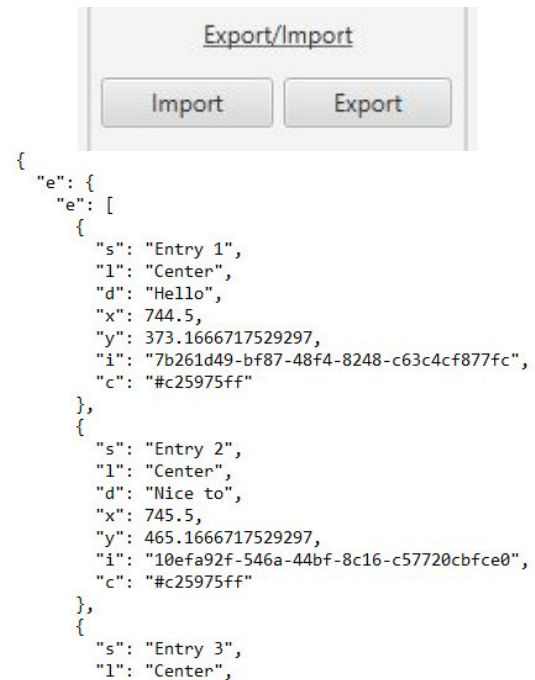 Export/Import
Import Export
{
  "e": {
    "e": [
      {
        "s": "Entry 1",
        "l": "Center",
        "d": "Hello",
        "x": 744.5,
        "y": 373.1666717529297,
        "i": "7b261d49-bf87-48f4-8248-c63c4cf877fc",
        "c": "#c25975ff"
      },
      {
        "s": "Entry 2",
        "l": "Center",
        "d": "Nice to",
        "x": 745.5,
        "y": 465.1666717529297,
        "i": "10efa92f-546a-44bf-8c16-c57720cbfce0",
        "c": "#c25975ff"
      },
      {
        "s": "Entry 3",
        "l": "Center",